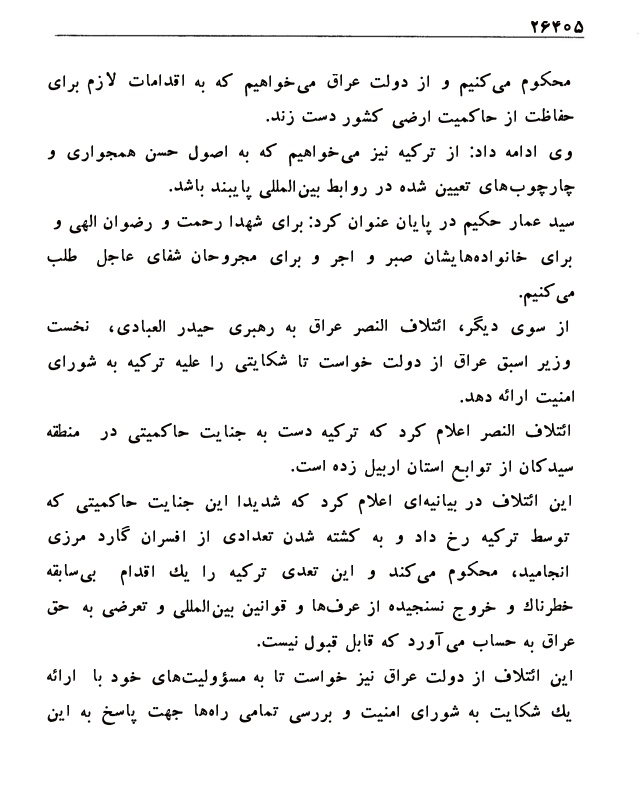 ۲۶۴۰۵
محکوم می‌کنیم و از دولت عراق می‌خواهیم که به اقدامات لازم برای
حفاظت از حاکمیت ارضی کشور دست زند.
وی ادامه داد: از ترکیه نیز می‌خواهیم که به اصول حسن همجواری و
چارچوب‌های تعیین شده در روابط بین‌المللی پایبند باشد.
سید عمار حکیم در پایان عنوان کرد: برای شهدا رحمت و رضوان الهی و
برای خانواده‌هایشان صبر و اجر و برای مجروحان شفای عاجل طلب
می‌کنیم.
از سوی دیگر، ائتلاف النصر عراق به رهبری حیدر العبادی، نخست
وزیر اسبق عراق از دولت خواست تا شکایتی را علیه ترکیه به شورای
امنیت ارائه دهد.
ائتلاف النصر اعلام کرد که ترکیه دست به جنایت حاکمیتی در منطقه
سیدکان از توابع استان اربیل زده است.
این ائتلاف در بیانیه‌ای اعلام کرد که شدیدا این جنایت حاکمیتی که
توسط ترکیه رخ داد و به کشته شدن تعدادی از افسران گارد مرزی
انجامید، محکوم می‌کند و این تعدی ترکیه را یك اقدام بی‌سابقه
خطرناك و خروج نسنجیده از عرف‌ها و قوانین بین‌المللی و تعرضی به حق
عراق به حساب می‌آورد که قابل قبول نیست.
این ائتلاف از دولت عراق نیز خواست تا به مسؤولیت‌های خود با ارائه
یك شکایت به شورای امنیت و بررسی تمامی راه‌ها جهت پاسخ به این